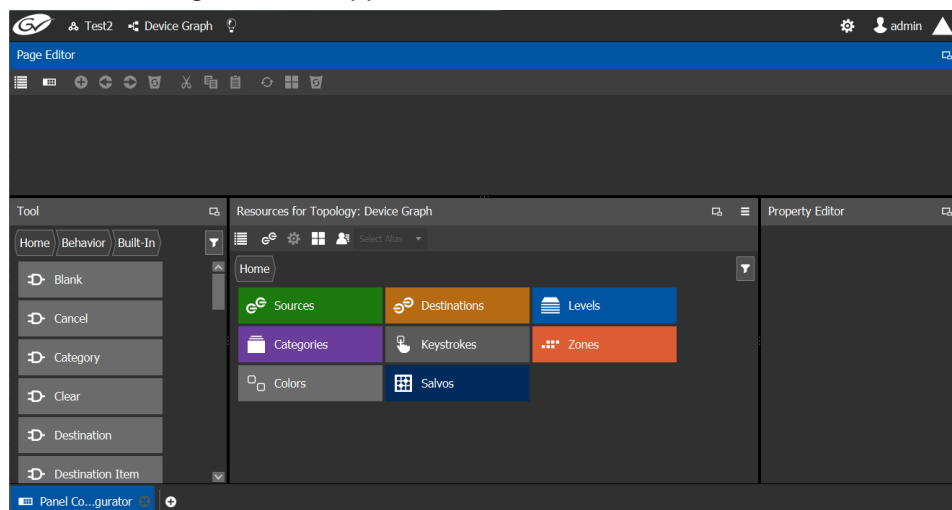 GV Test2 Device Graph admin
Page Editor
Tool
Home Behavior Built-In
Blank
Cancel
Category
Clear
Destination
Destination Item
Resources for Topology: Device Graph
Select Alias
Home
Sources Destinations Levels
Categories Keystrokes Zones
Colors Salvos
Property Editor
Panel Co...gurator